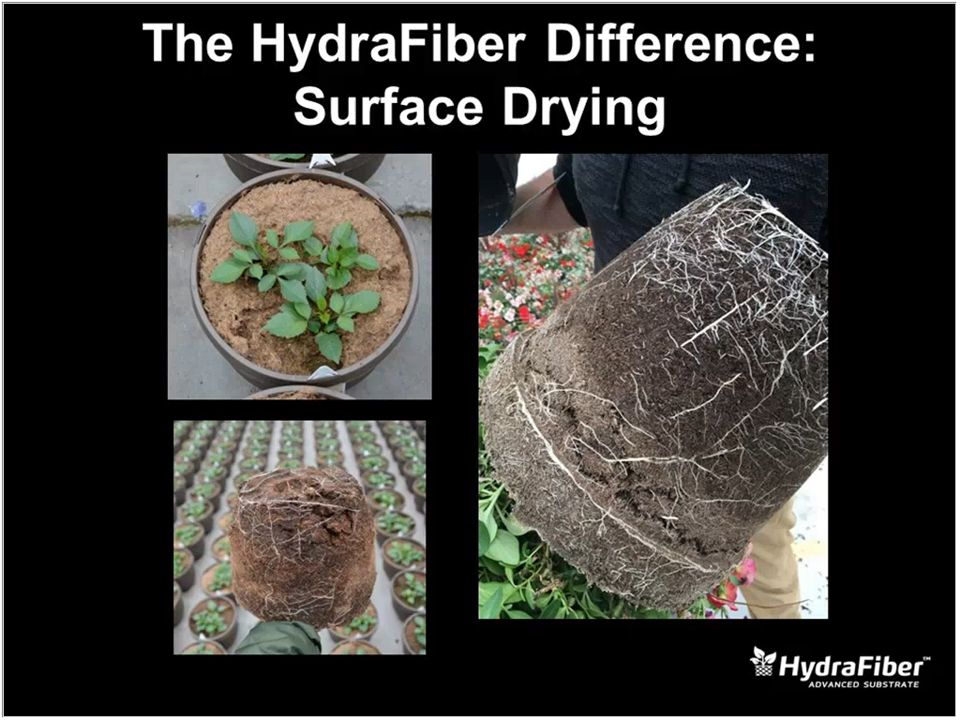 The HydraFiber Difference:
Surface Drying
HydraFiber™
ADVANCED SUBSTRATE